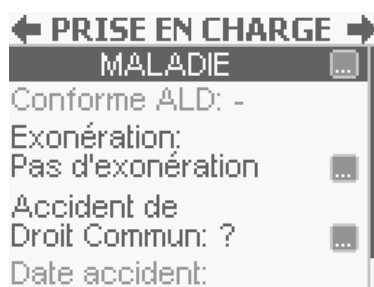 PRISE EN CHARGE
MALADIE ...
Conforme ALD: -
Exonération:
Pas d'exonération ...
Accident de
Droit Commun: ? ...
Date accident: